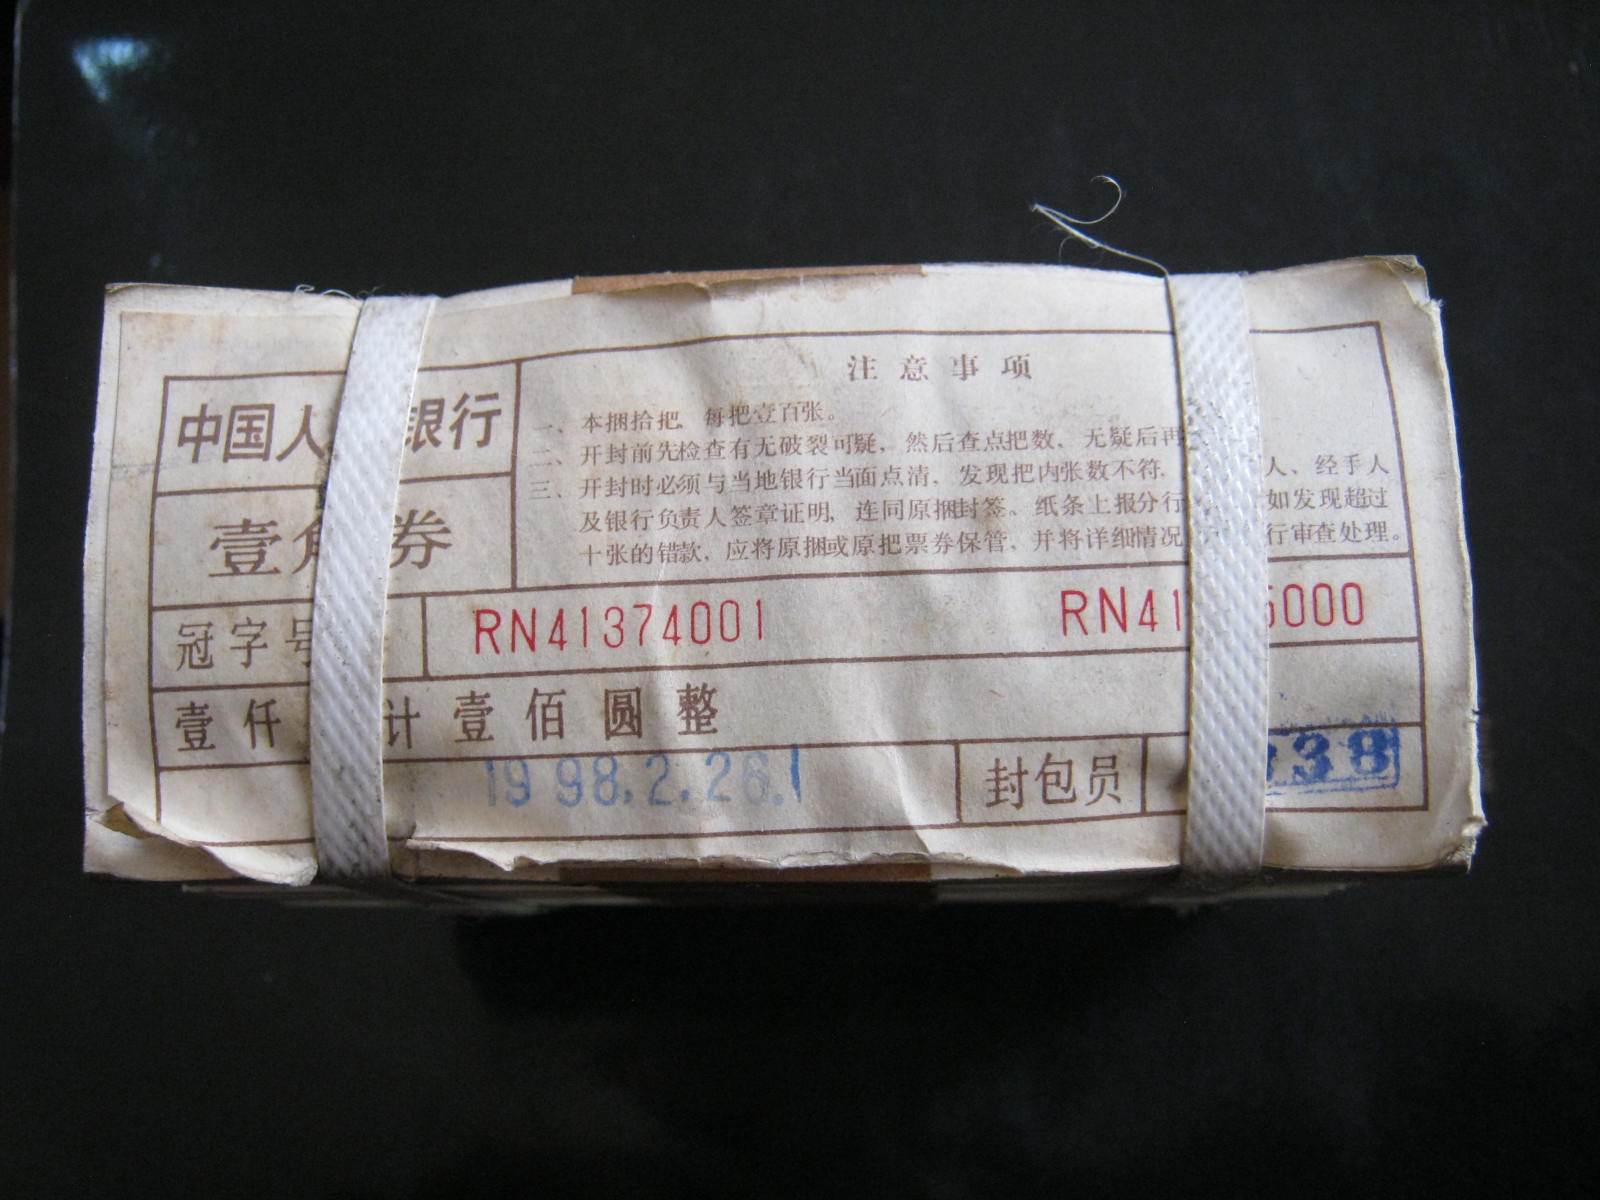 中国人 银行
壹角券
冠字号
注意事项
一、本捆拾把，每把壹百张。
二、开封前先检查有无破裂可疑，然后查点把数，无疑后再
三、开封时必须与当地银行当面点清，发现把内张数不符， 人、经手人
及银行负责人签章证明，连同原捆封签。纸条上报分行 如发现超过
十张的错款，应将原捆或原把票券保管，并将详细情况 行审查处理。
RN41374001 RN41 5000
壹仟 计壹佰圆整
1998.2.26.1 封包员 38